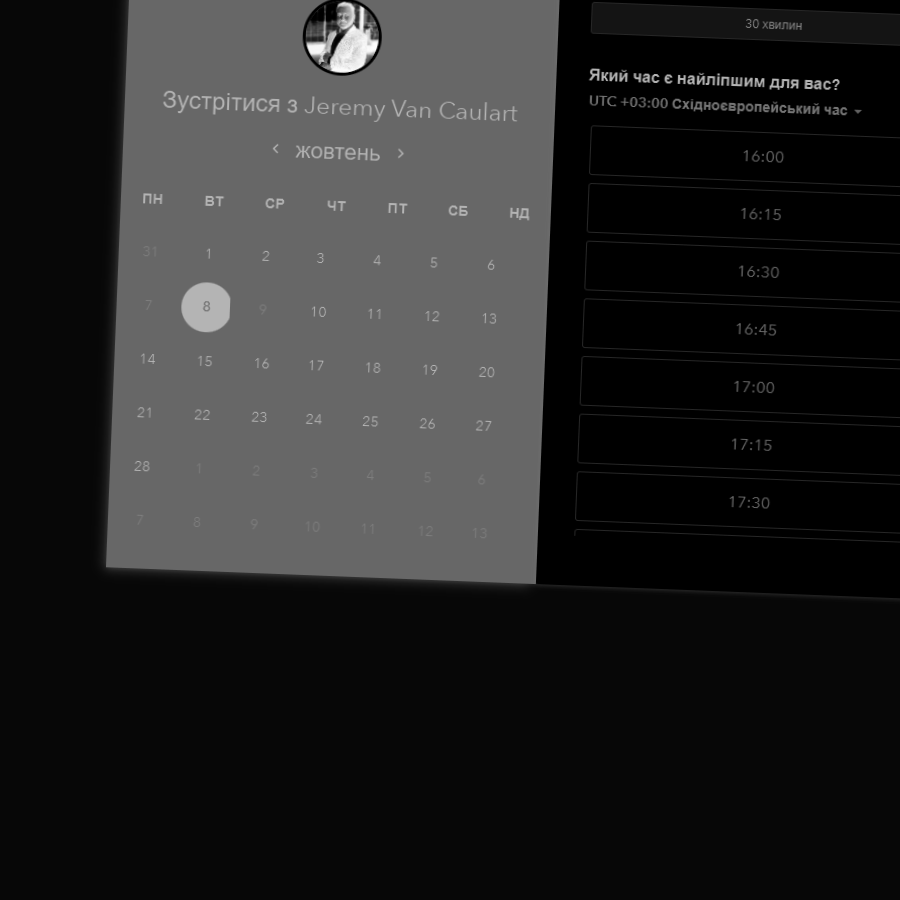 Зустрітися з Jeremy Van Caulart
‹ жовтень ›
ПН ВТ СР ЧТ ПТ СБ НД
31 1 2 3 4 5 6
7 8 9 10 11 12 13
14 15 16 17 18 19 20
21 22 23 24 25 26 27
28 1 2 3 4 5 6
7 8 9 10 11 12 13
30 хвилин
Який час є найліпшим для вас?
UTC +03:00 Східноєвропейський час
16:00
16:15
16:30
16:45
17:00
17:15
17:30